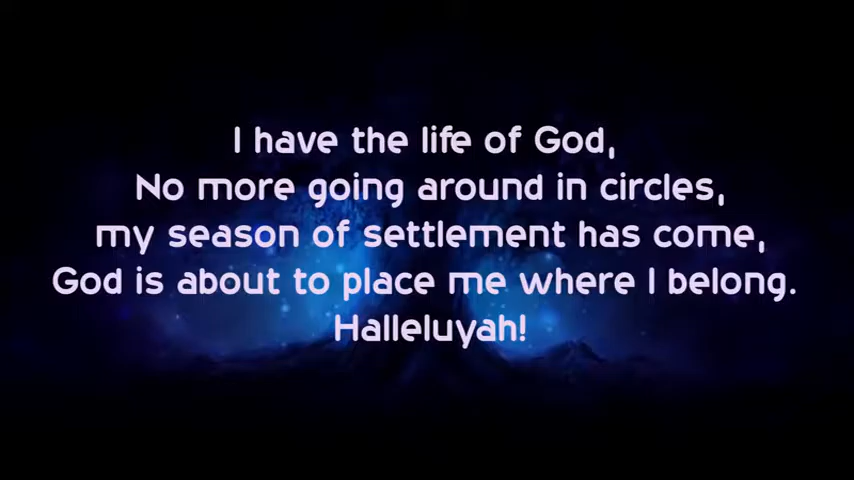 I have the life of God,
No more going around in circles,
my season of settlement has come,
God is about to place me where I belong.
Halleluyah!